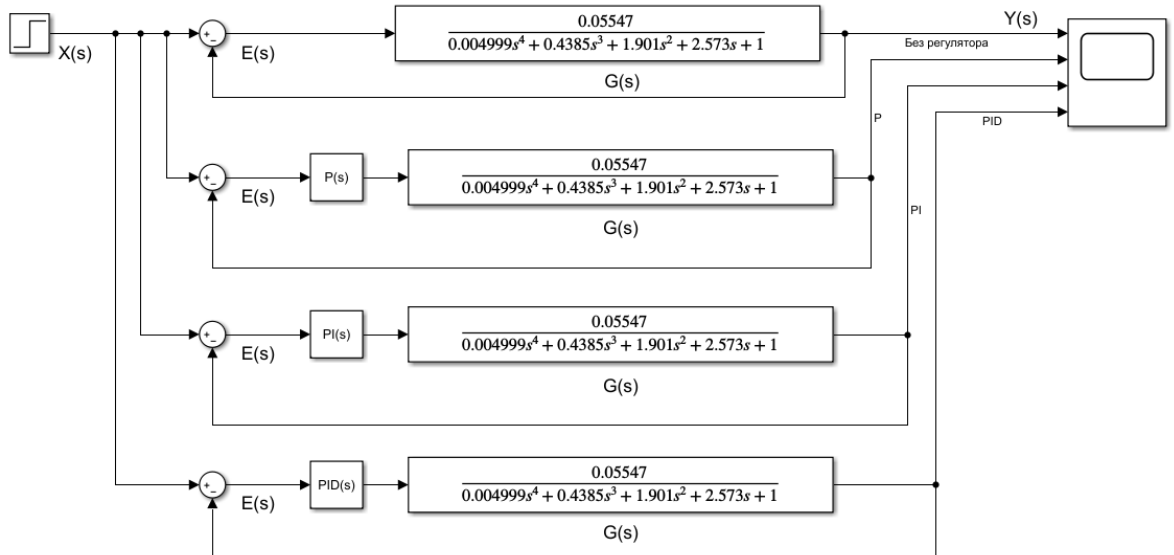 0.05547
0.004999s⁴ + 0.4385s³ + 1.901s² + 2.573s + 1
Y(s)
X(s)
E(s)
Без регулятора
G(s)
P
PID
0.05547
P(s)
0.004999s⁴ + 0.4385s³ + 1.901s² + 2.573s + 1
E(s)
PI
G(s)
0.05547
PI(s)
0.004999s⁴ + 0.4385s³ + 1.901s² + 2.573s + 1
E(s)
G(s)
0.05547
PID(s)
0.004999s⁴ + 0.4385s³ + 1.901s² + 2.573s + 1
E(s)
G(s)